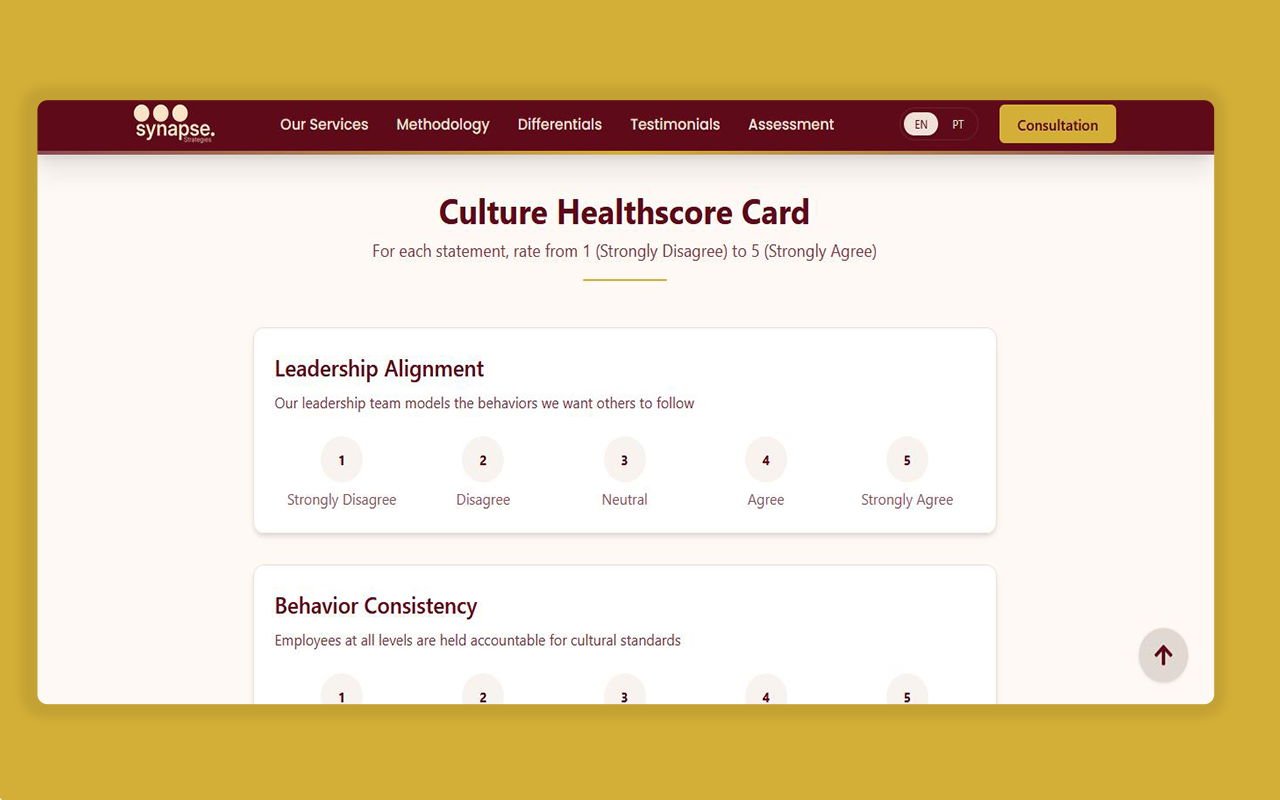 synapse.
Strategies
Our Services Methodology Differentials Testimonials Assessment EN PT Consultation
Culture Healthscore Card
For each statement, rate from 1 (Strongly Disagree) to 5 (Strongly Agree)
Leadership Alignment
Our leadership team models the behaviors we want others to follow
1 2 3 4 5
Strongly Disagree Disagree Neutral Agree Strongly Agree
Behavior Consistency
Employees at all levels are held accountable for cultural standards
1 2 3 4 5